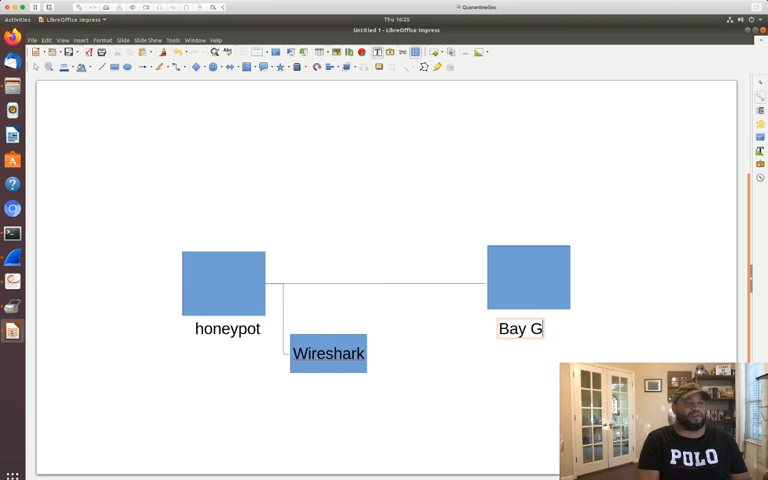 QuarantineSec
Activities LibreOffice Impress Thu 16:25
Untitled 1 - LibreOffice Impress
File Edit View Insert Format Slide Slide Show Tools Window Help
honeypot
Bay G
Wireshark
POLO